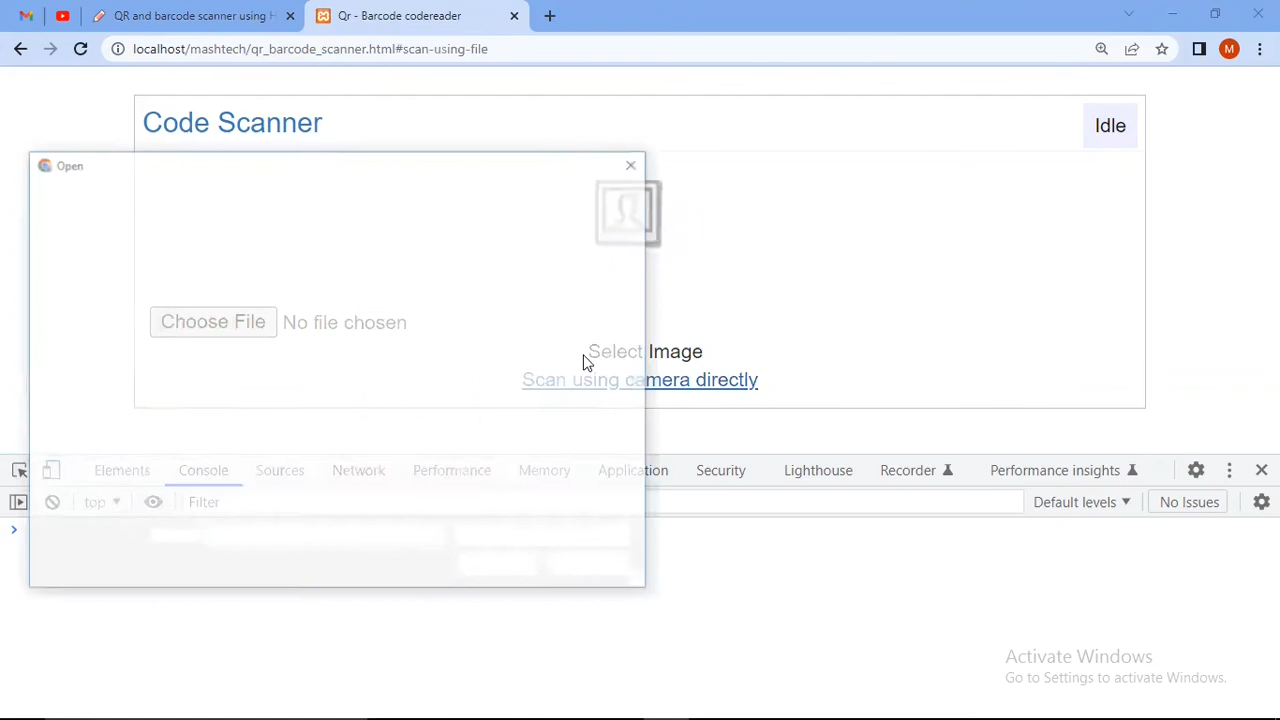 QR and barcode scanner using H
Qr - Barcode codereader
localhost/mashtech/qr_barcode_scanner.html#scan-using-file
M
Code Scanner
Idle
Open
Choose File No file chosen
Select Image
Scan using camera directly
Elements Console Sources Network Performance Memory Application Security Lighthouse Recorder Performance insights
top Filter Default levels No Issues
Activate Windows
Go to Settings to activate Windows.